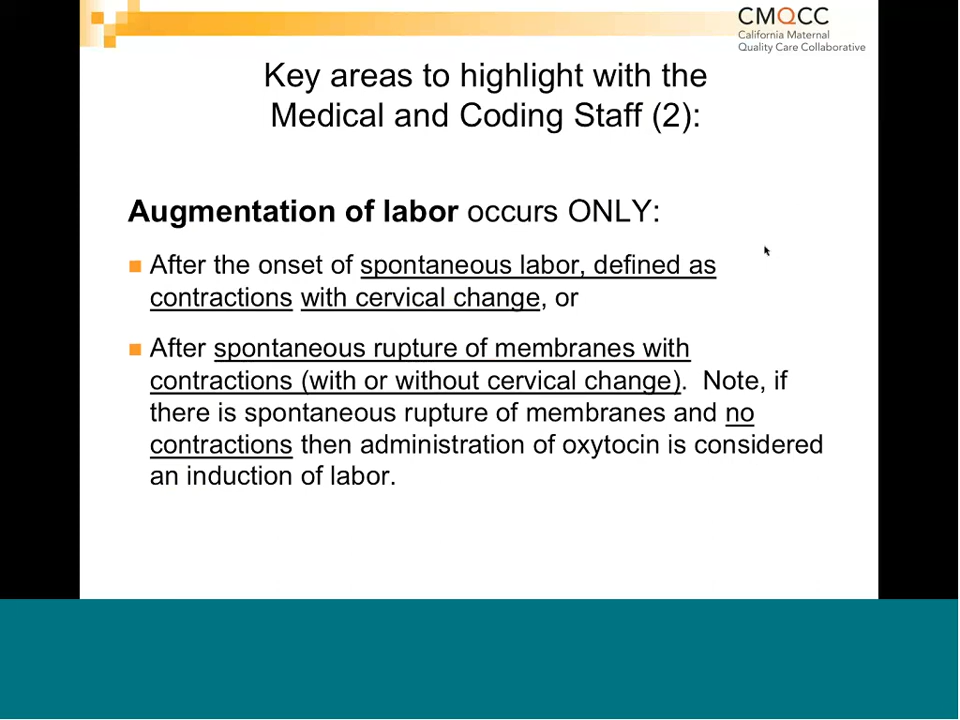 CMQCC
California Maternal
Quality Care Collaborative
Key areas to highlight with the
Medical and Coding Staff (2):
Augmentation of labor occurs ONLY:
After the onset of spontaneous labor, defined as
contractions with cervical change, or
After spontaneous rupture of membranes with
contractions (with or without cervical change).  Note, if
there is spontaneous rupture of membranes and no
contractions then administration of oxytocin is considered
an induction of labor.